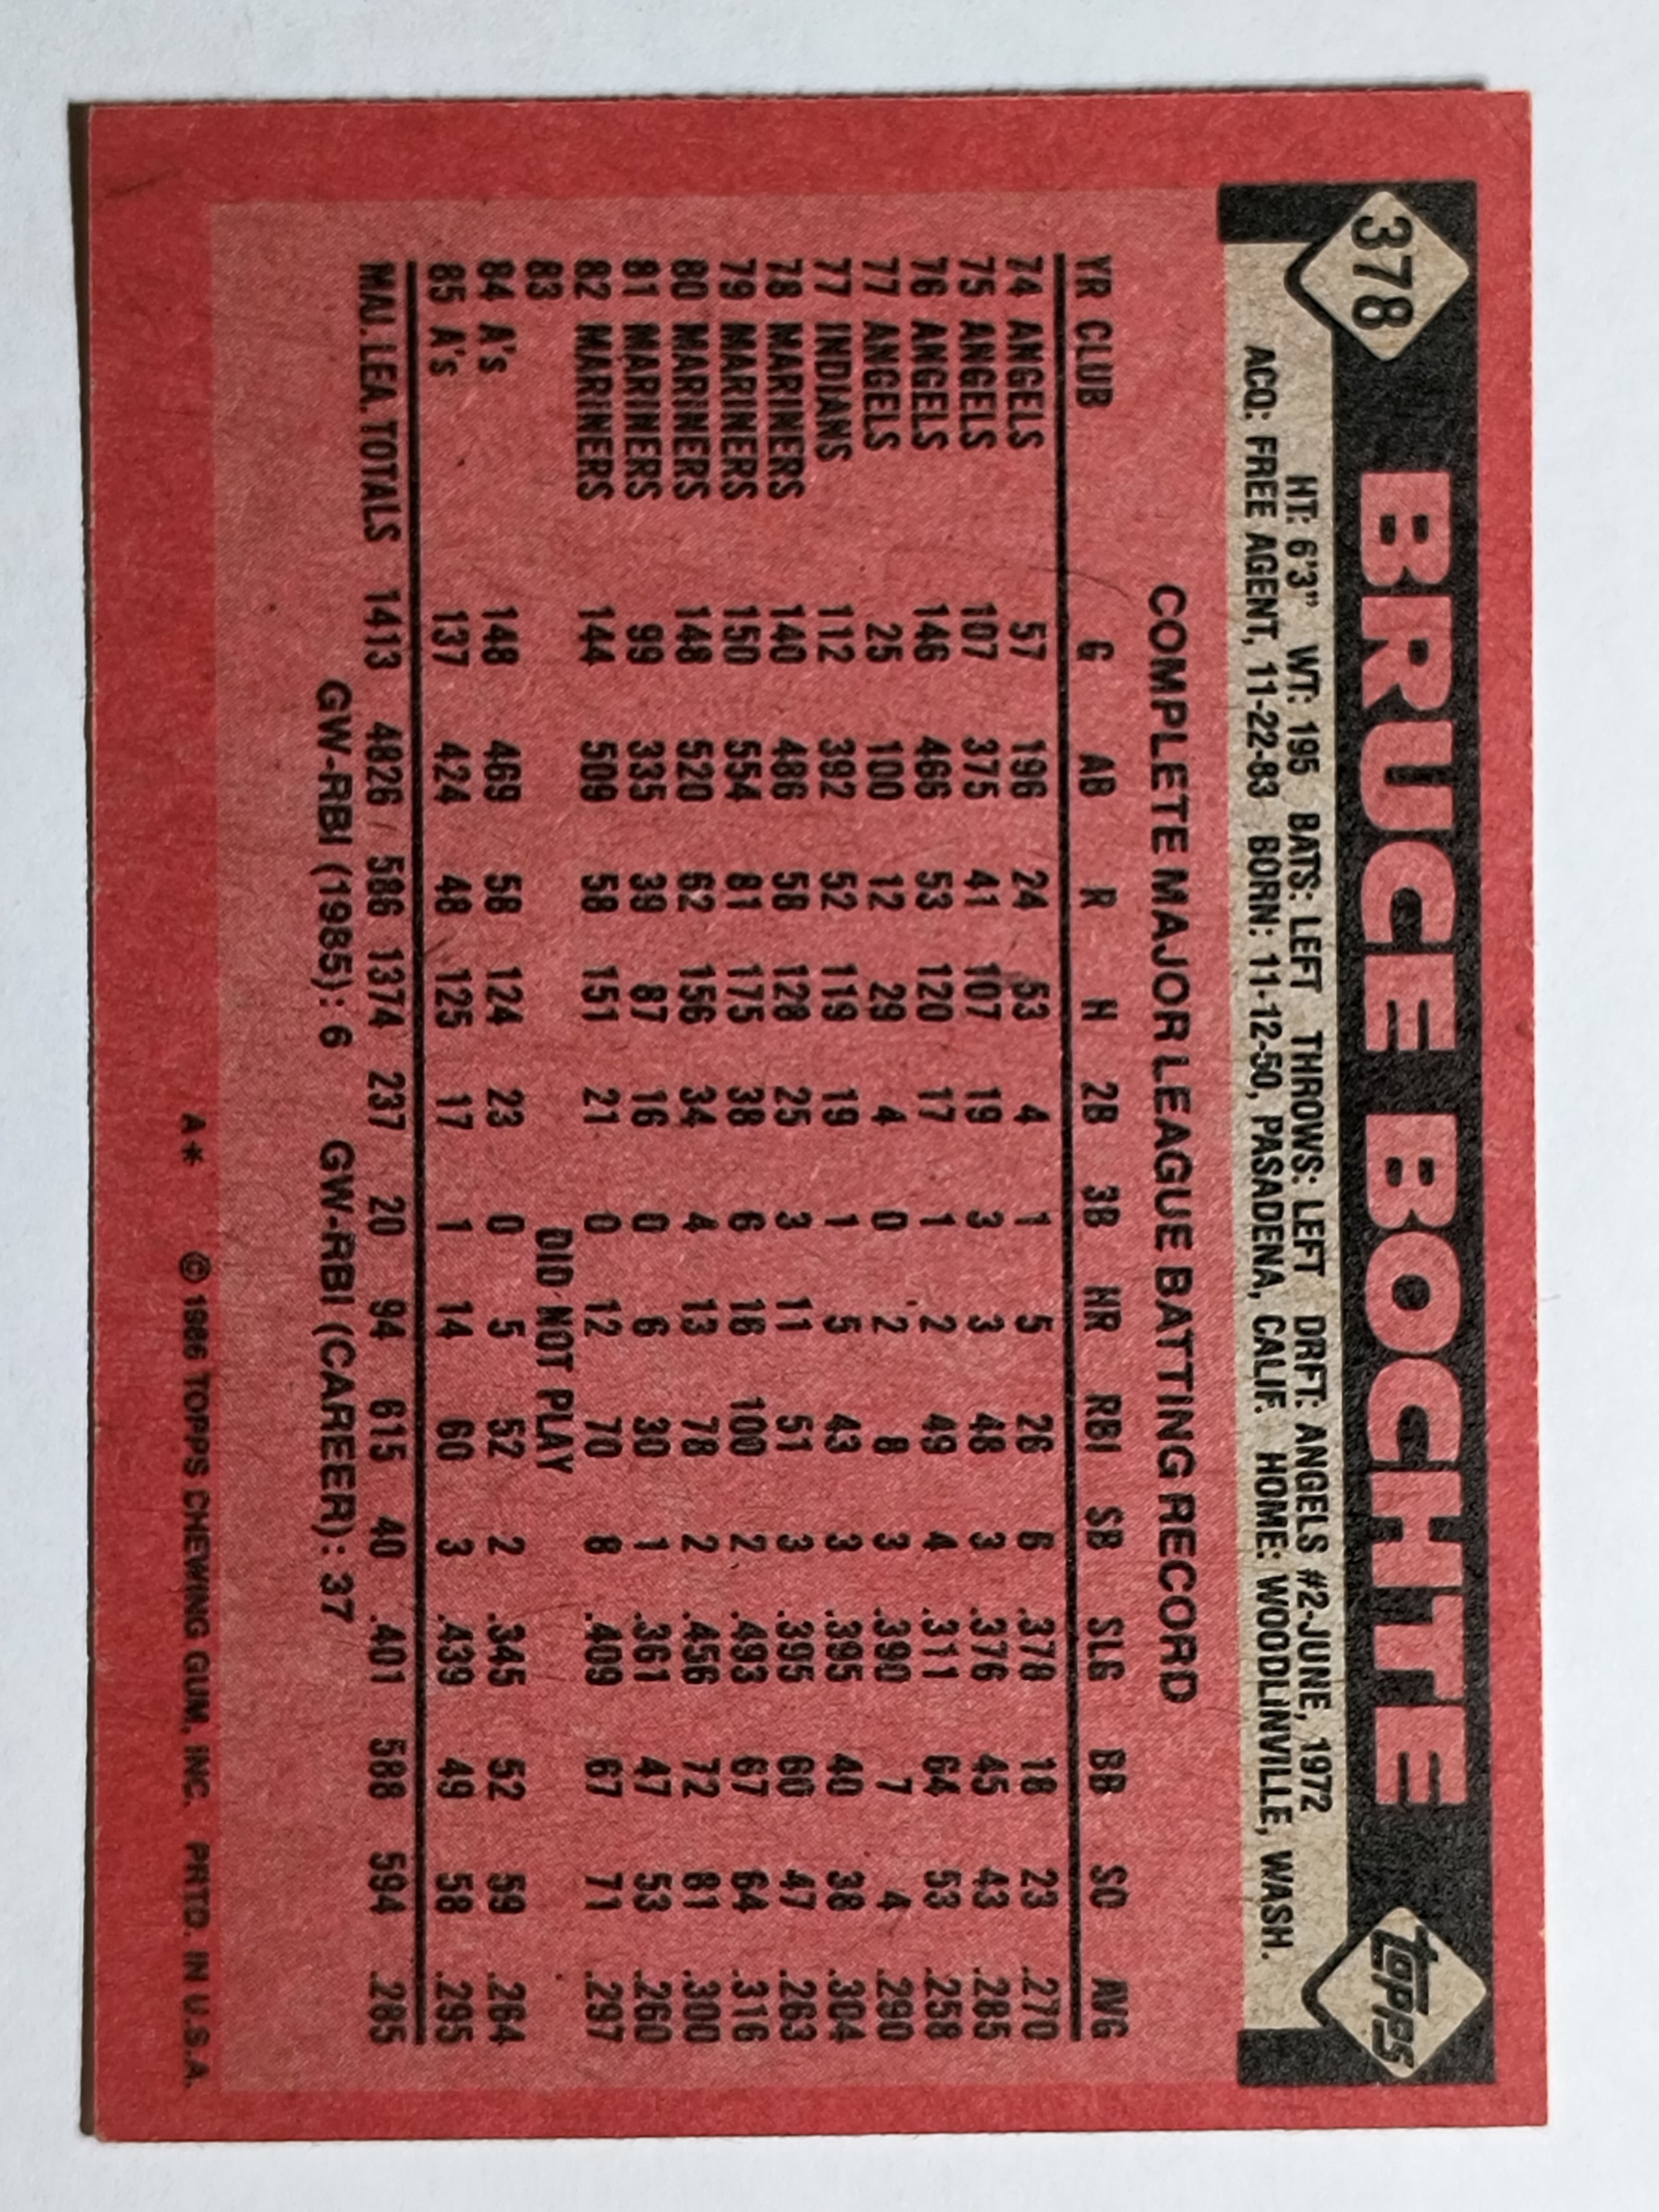 378 BRUCE BOCHTE topps
HT: 6'3" WT: 195 BATS: LEFT THROWS: LEFT DRFT: ANGELS #2-JUNE, 1972
ACQ: FREE AGENT, 11-22-83 BORN: 11-12-50, PASADENA, CALIF. HOME: WOODLINVILLE, WASH.
COMPLETE MAJOR LEAGUE BATTING RECORD
YR CLUB G AB R H 2B 3B HR RBI SB SLG BB SO AVG
74 ANGELS 57 196 24 53 4 1 5 26 6 .378 18 23 .270
75 ANGELS 107 375 41 107 19 3 3 48 3 .376 45 43 .285
76 ANGELS 146 466 53 120 17 1 2 49 4 .311 64 53 .258
77 ANGELS 25 100 12 29 4 0 2 8 3 .390 7 4 .290
77 INDIANS 112 392 52 119 19 1 5 43 3 .395 40 38 .304
78 MARINERS 140 486 58 128 25 3 11 51 3 .395 60 47 .263
79 MARINERS 150 554 81 175 38 6 16 100 2 .493 67 64 .316
80 MARINERS 148 520 62 156 34 4 13 78 2 .456 72 81 .300
81 MARINERS 99 335 39 87 16 0 6 30 1 .361 47 53 .260
82 MARINERS 144 509 58 151 21 0 12 70 8 .409 67 71 .297
83 DID NOT PLAY
84 A's 148 469 58 124 23 0 5 52 2 .345 52 59 .264
85 A's 137 424 48 125 17 1 14 60 3 .439 49 58 .295
MAJ. LEA. TOTALS 1413 4826 586 1374 237 20 94 615 40 .401 588 594 .285
GW-RBI (1985): 6 GW-RBI (CAREER): 37
A* © 1986 TOPPS CHEWING GUM, INC. PRTD. IN U.S.A.